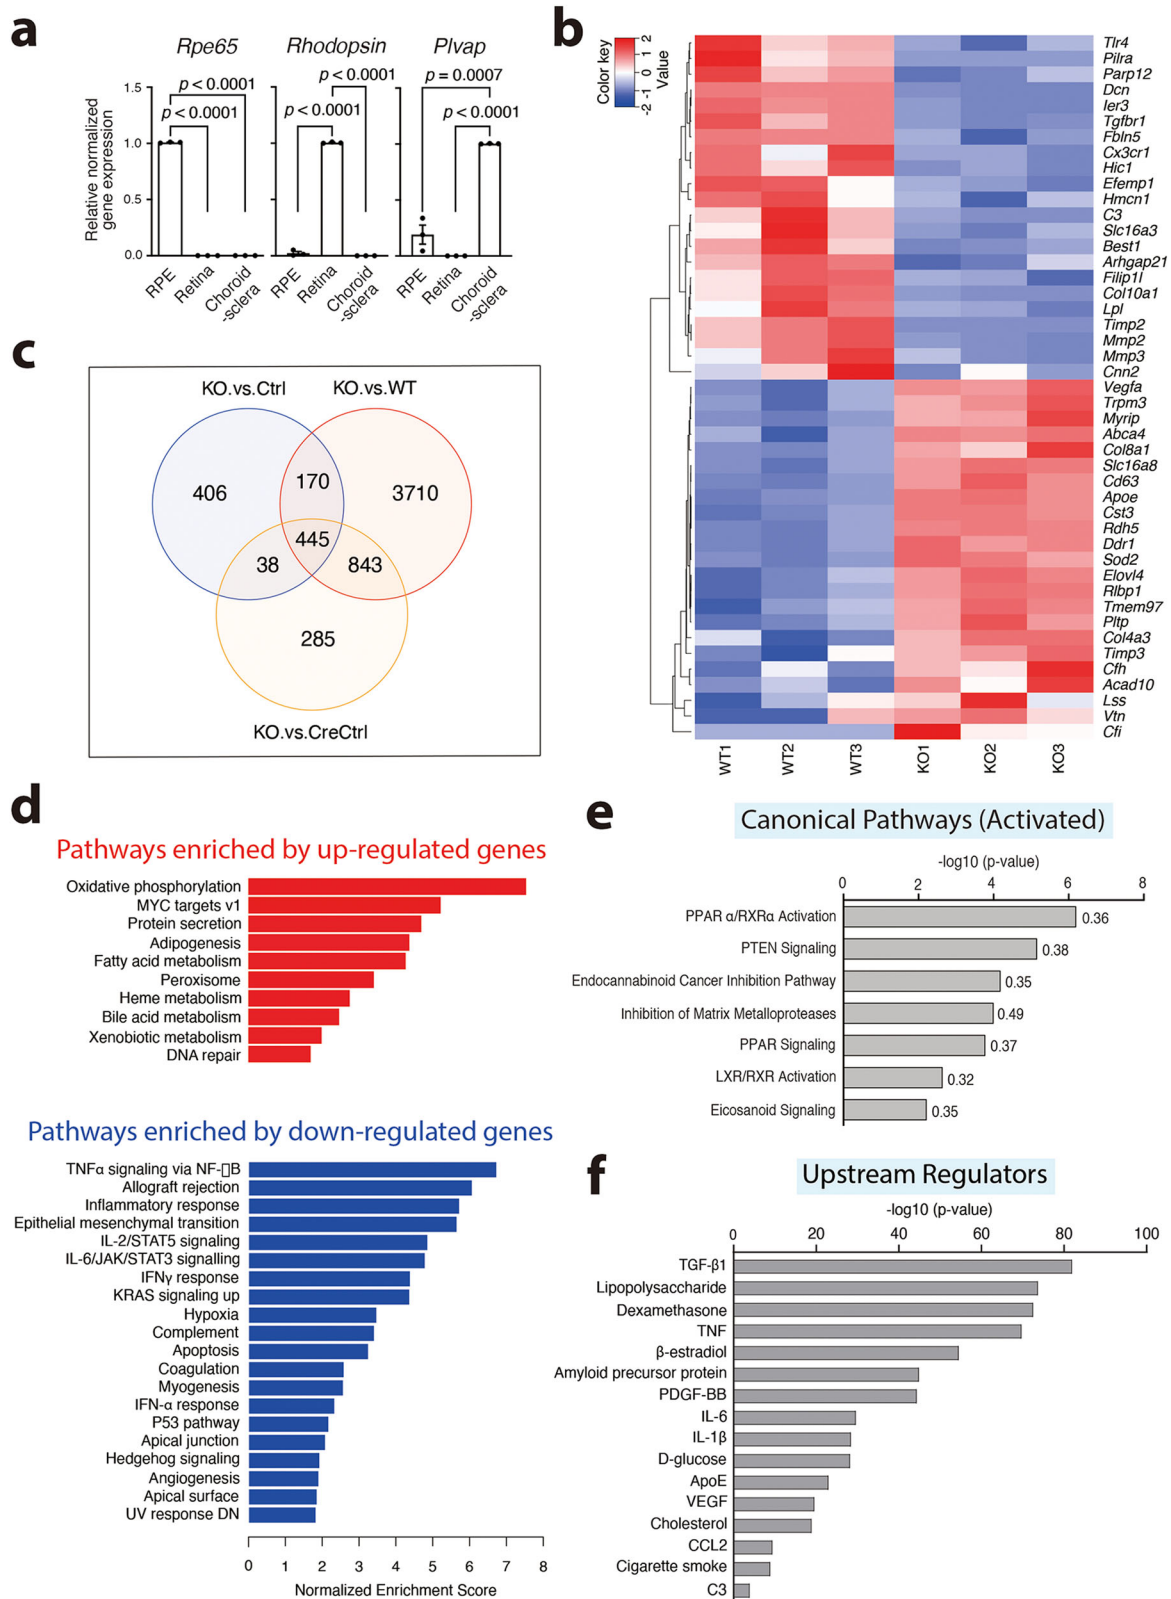 a
Rpe65
Rhodopsin
Plvap
p < 0.0001
p = 0.0007
p < 0.0001
p < 0.0001
p < 0.0001
p < 0.0001
Relative normalized
gene expression
1.5
1.0
0.5
0.0
RPE
Retina
Choroid
-sclera
RPE
Retina
Choroid
-sclera
RPE
Retina
Choroid
-sclera
b
Color key
2
1
0
-1
-2
Value
Tlr4
Pilra
Parp12
Dcn
Ier3
Tgfbr1
Fbln5
Cx3cr1
Hic1
Efemp1
Hmcn1
C3
Slc16a3
Best1
Arhgap21
Filip1l
Col10a1
Lpl
Timp2
Mmp2
Mmp3
Cnn2
Vegfa
Trpm3
Myrip
Abca4
Col8a1
Slc16a8
Cd63
Apoe
Cst3
Rdh5
Ddr1
Sod2
Elovl4
Rlbp1
Tmem97
Pltp
Col4a3
Timp3
Cfh
Acad10
Lss
Vtn
Cfi
WT1
WT2
WT3
KO1
KO2
KO3
c
KO.vs.Ctrl
KO.vs.WT
406
170
3710
445
38
843
285
KO.vs.CreCtrl
d
Pathways enriched by up-regulated genes
Oxidative phosphorylation
MYC targets v1
Protein secretion
Adipogenesis
Fatty acid metabolism
Peroxisome
Heme metabolism
Bile acid metabolism
Xenobiotic metabolism
DNA repair
Pathways enriched by down-regulated genes
TNFα signaling via NF-▯B
Allograft rejection
Inflammatory response
Epithelial mesenchymal transition
IL-2/STAT5 signaling
IL-6/JAK/STAT3 signalling
IFNγ response
KRAS signaling up
Hypoxia
Complement
Apoptosis
Coagulation
Myogenesis
IFN-α response
P53 pathway
Apical junction
Hedgehog signaling
Angiogenesis
Apical surface
UV response DN
0 1 2 3 4 5 6 7 8
Normalized Enrichment Score
e
Canonical Pathways (Activated)
-log10 (p-value)
0 2 4 6 8
PPAR α/RXRα Activation 0.36
PTEN Signaling 0.38
Endocannabinoid Cancer Inhibition Pathway 0.35
Inhibition of Matrix Metalloproteases 0.49
PPAR Signaling 0.37
LXR/RXR Activation 0.32
Eicosanoid Signaling 0.35
f
Upstream Regulators
-log10 (p-value)
0 20 40 60 80 100
TGF-β1
Lipopolysaccharide
Dexamethasone
TNF
β-estradiol
Amyloid precursor protein
PDGF-BB
IL-6
IL-1β
D-glucose
ApoE
VEGF
Cholesterol
CCL2
Cigarette smoke
C3